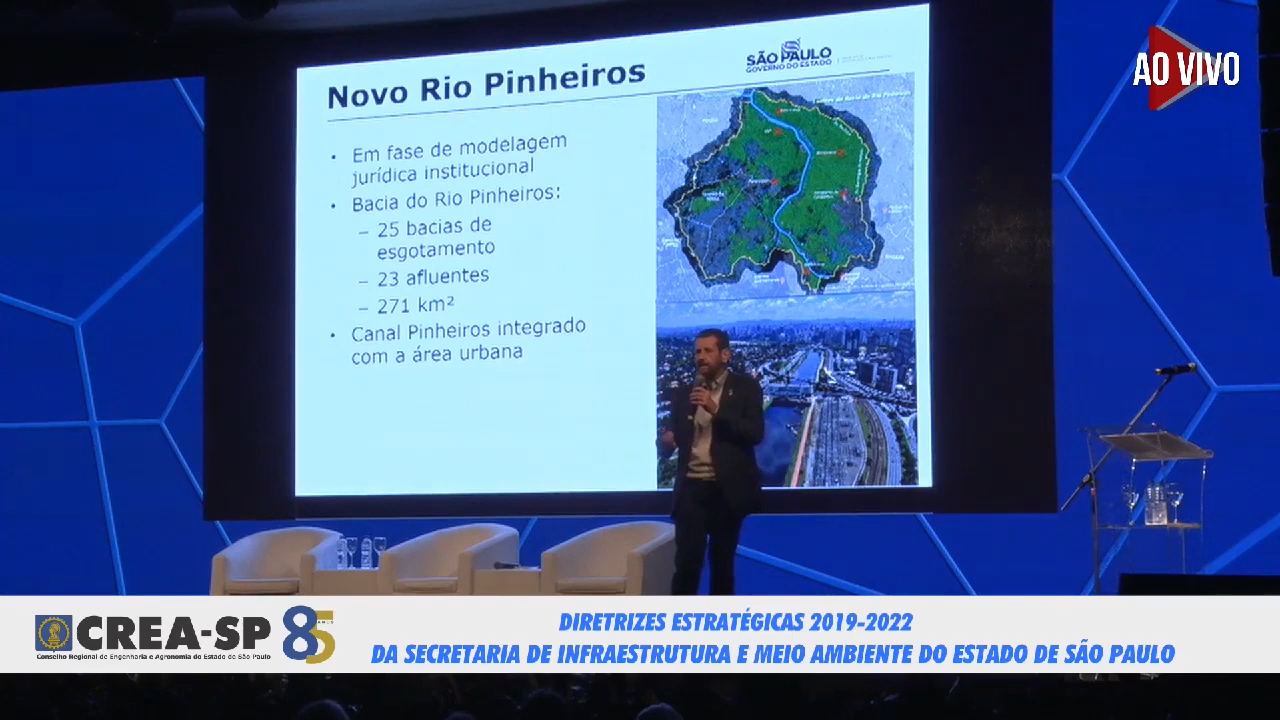 AO VIVO
SÃO PAULO
GOVERNO DO ESTADO
Novo Rio Pinheiros
• Em fase de modelagem
jurídica institucional
• Bacia do Rio Pinheiros:
– 25 bacias de
esgotamento
– 23 afluentes
– 271 km²
• Canal Pinheiros integrado
com a área urbana
CREA-SP 85 ANOS
Conselho Regional de Engenharia e Agronomia do Estado de São Paulo
DIRETRIZES ESTRATÉGICAS 2019-2022
DA SECRETARIA DE INFRAESTRUTURA E MEIO AMBIENTE DO ESTADO DE SÃO PAULO